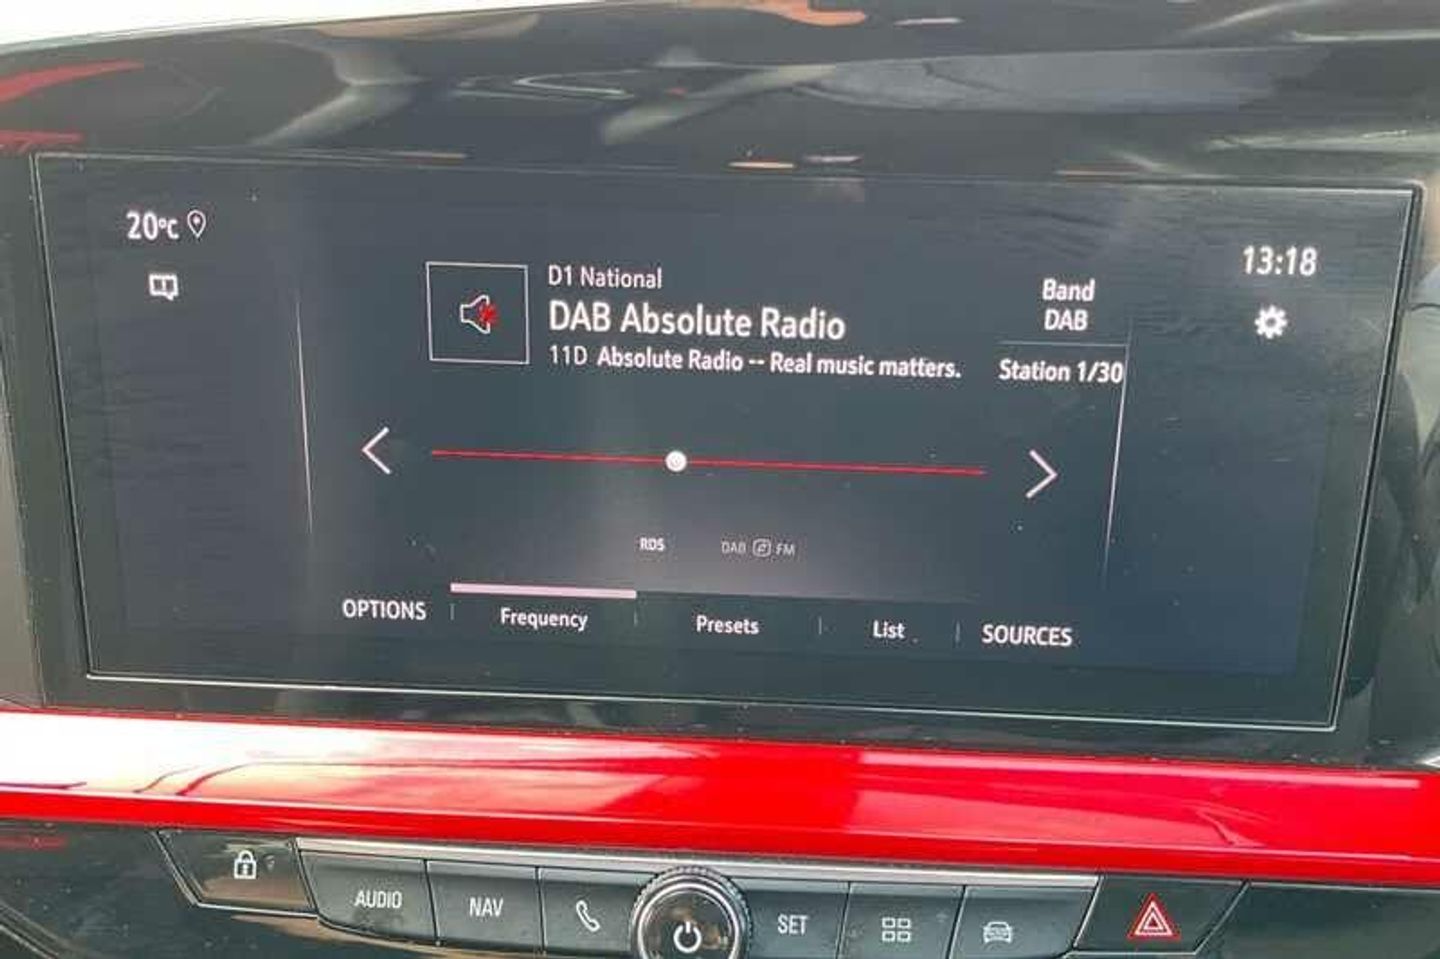 20°C
13:18
D1 National
DAB Absolute Radio
11D Absolute Radio -- Real music matters.
Band
DAB
Station 1/30
RDS
DAB FM
OPTIONS
Frequency
Presets
List
SOURCES
AUDIO
NAV
SET